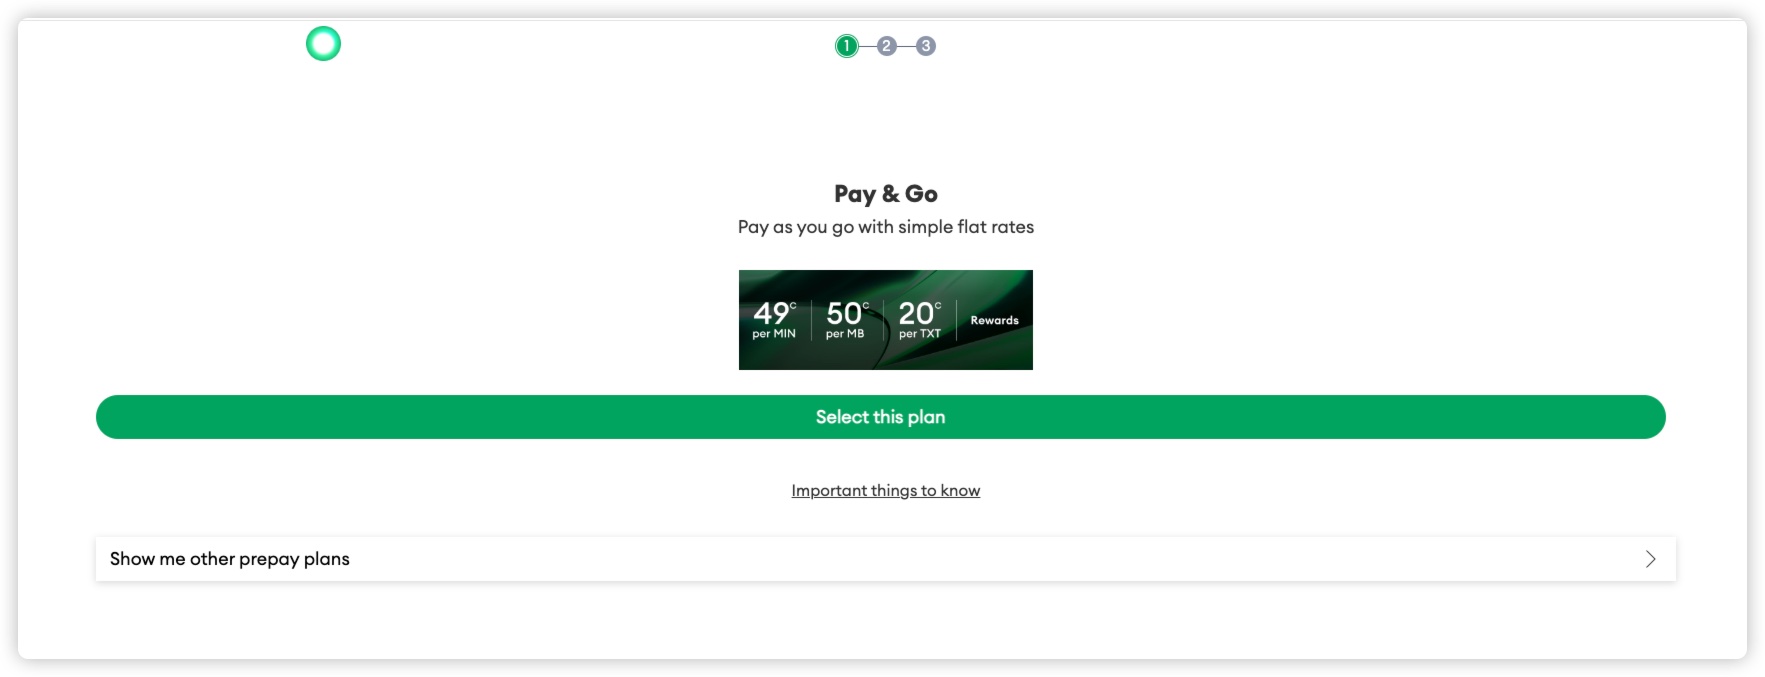 1 2 3
Pay & Go
Pay as you go with simple flat rates
49c 50c 20c Rewards
per MIN per MB per TXT
Select this plan
Important things to know
Show me other prepay plans